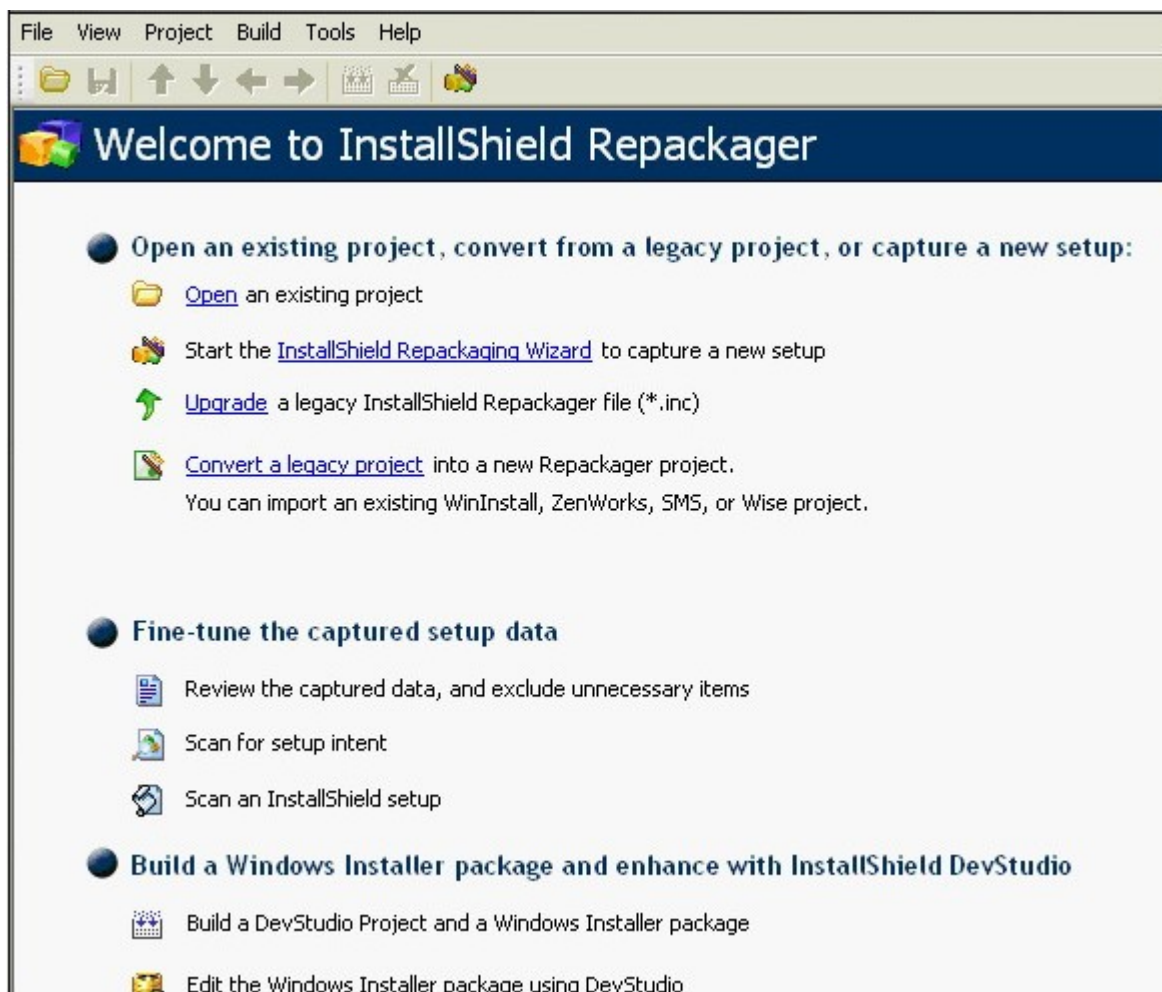 File View Project Build Tools Help
Welcome to InstallShield Repackager
Open an existing project, convert from a legacy project, or capture a new setup:
Open an existing project
Start the InstallShield Repackaging Wizard to capture a new setup
Upgrade a legacy InstallShield Repackager file (*.inc)
Convert a legacy project into a new Repackager project.
You can import an existing WinInstall, ZenWorks, SMS, or Wise project.
Fine-tune the captured setup data
Review the captured data, and exclude unnecessary items
Scan for setup intent
Scan an InstallShield setup
Build a Windows Installer package and enhance with InstallShield DevStudio
Build a DevStudio Project and a Windows Installer package
Edit the Windows Installer package using DevStudio